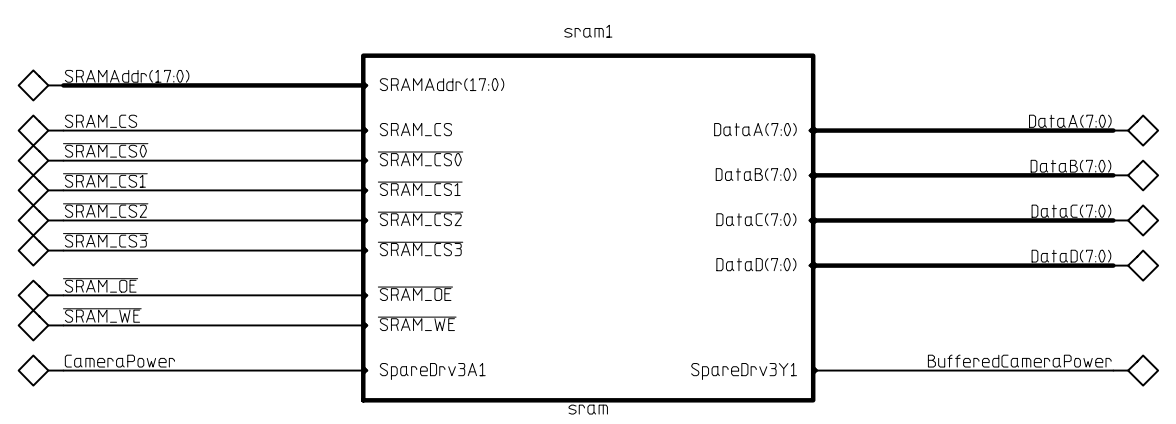 sram1
SRAMAddr(17:0) SRAMAddr(17:0)
SRAM_CS SRAM_CS DataA(7:0) DataA(7:0)
SRAM_CS0 SRAM_CS0
SRAM_CS1 SRAM_CS1 DataB(7:0) DataB(7:0)
SRAM_CS2 SRAM_CS2 DataC(7:0) DataC(7:0)
SRAM_CS3 SRAM_CS3
DataD(7:0) DataD(7:0)
SRAM_OE SRAM_OE
SRAM_WE SRAM_WE
CameraPower SpareDrv3A1 SpareDrv3Y1 BufferedCameraPower
sram